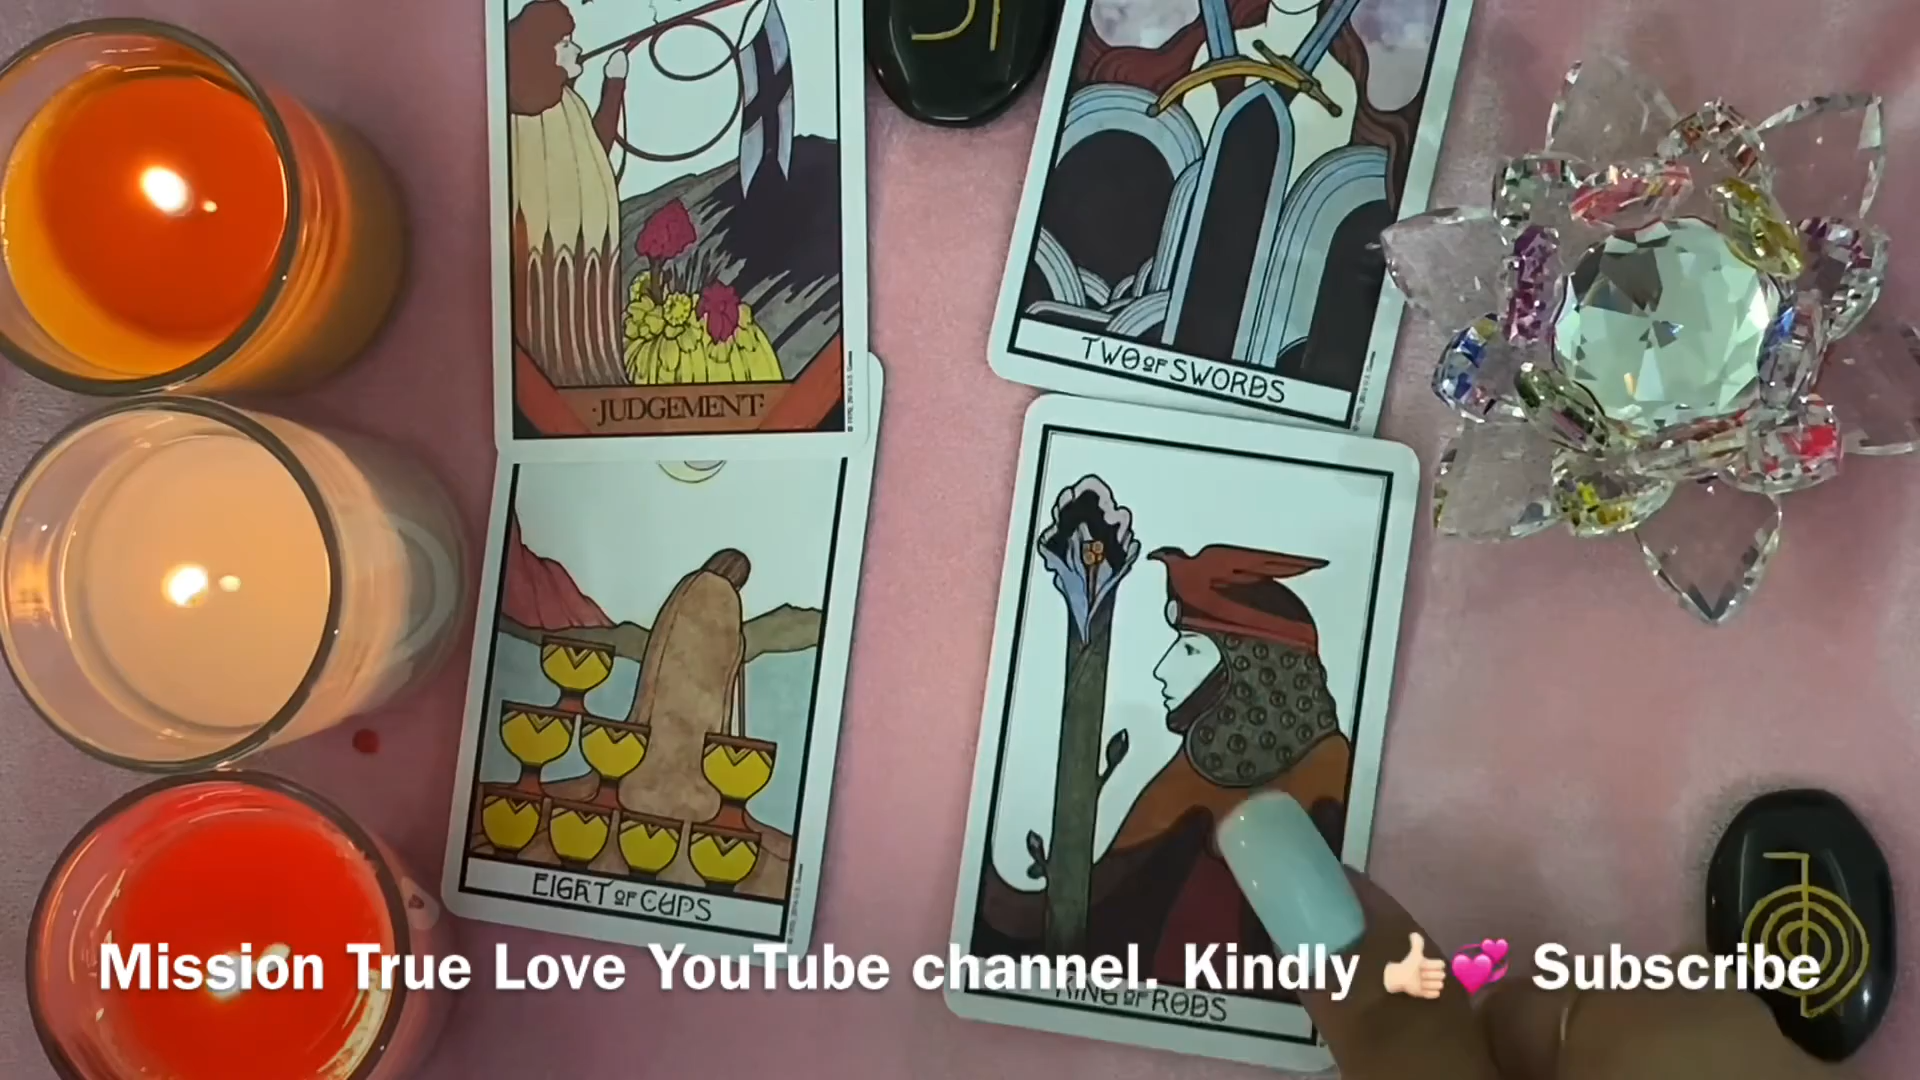 JUDGEMENT
TWO OF SWORDS
EIGHT OF CUPS
KING OF RODS
Mission True Love YouTube channel. Kindly 👍🏻💞 Subscribe